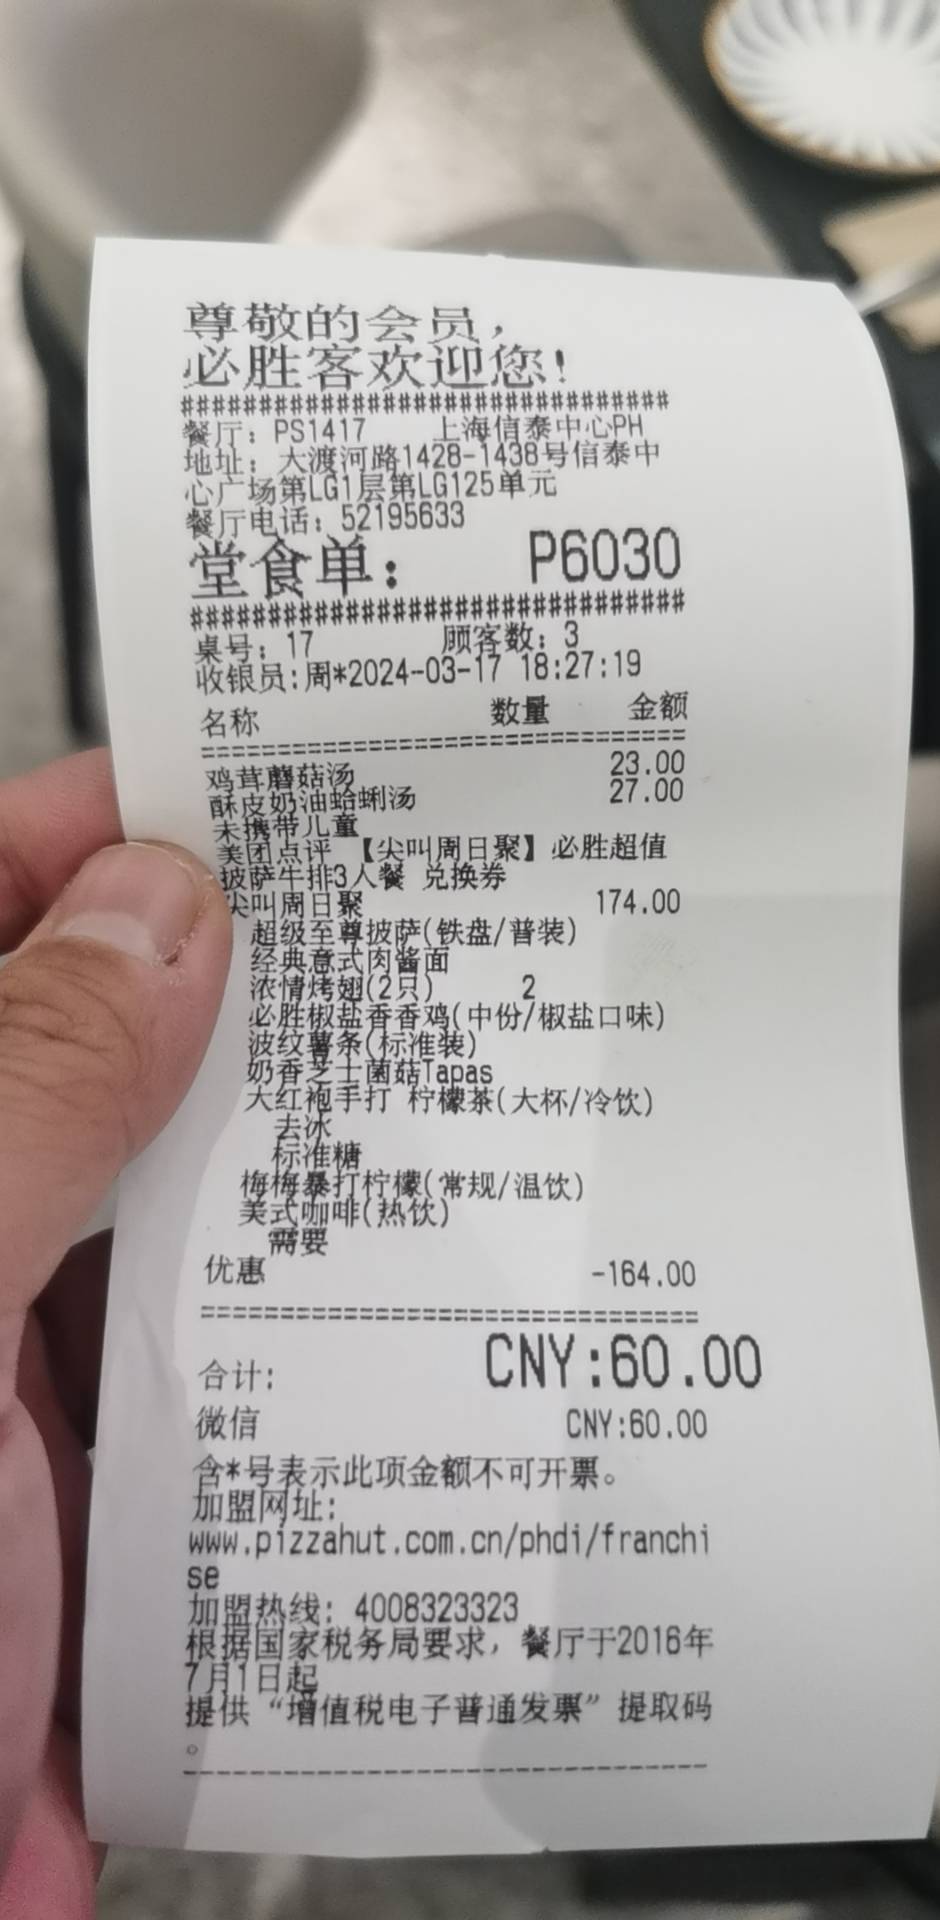 尊敬的会员，
必胜客欢迎您！
################################
餐厅：PS1417 上海信泰中心PH
地址：大渡河路1428-1438号信泰中
心广场第LG1层第LG125单元
餐厅电话：52195633
堂食单： P6030
################################
桌号：17 顾客数：3
收银员:周*2024-03-17 18:27:19
名称 数量 金额
================================
鸡茸蘑菇汤 23.00
酥皮奶油蛤蜊汤 27.00
未携带儿童
美团点评 【尖叫周日聚】必胜超值
披萨牛排3人餐 兑换券
尖叫周日聚 174.00
超级至尊披萨(铁盘/普装)
经典意式肉酱面
浓情烤翅(2只) 2
必胜椒盐香香鸡(中份/椒盐口味)
波纹薯条(标准装)
奶香芝士菌菇Tapas
大红袍手打 柠檬茶(大杯/冷饮)
去冰
标准糖
梅梅暴打柠檬(常规/温饮)
美式咖啡(热饮)
需要
优惠 -164.00
================================
合计: CNY:60.00
微信 CNY:60.00
含*号表示此项金额不可开票。
加盟网址:
www.pizzahut.com.cn/phdi/franchi
se
加盟热线: 4008323323
根据国家税务局要求，餐厅于2016年
7月1日起
提供“增值税电子普通发票”提取码
。
--------------------------------